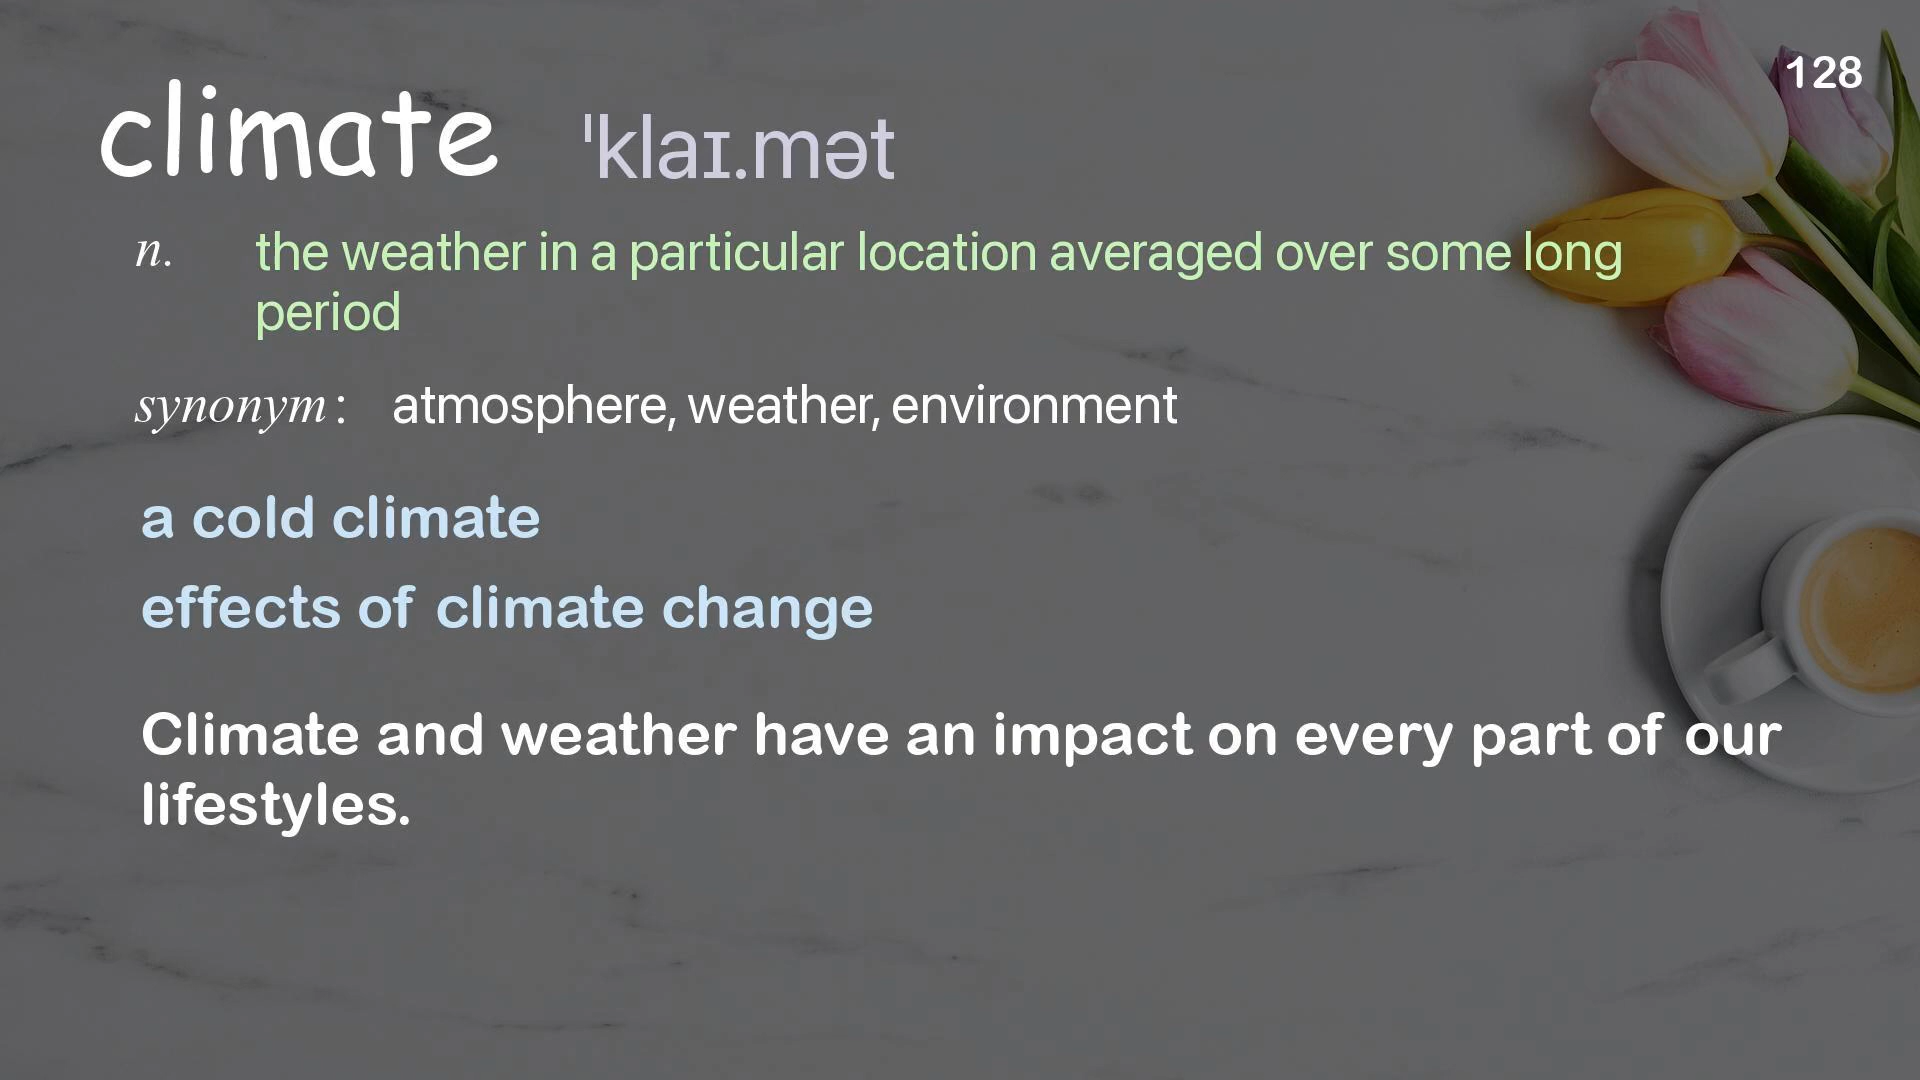 128
climate ˈklaɪ.mət
n. the weather in a particular location averaged over some long
period
synonym: atmosphere, weather, environment
a cold climate
effects of climate change
Climate and weather have an impact on every part of our
lifestyles.